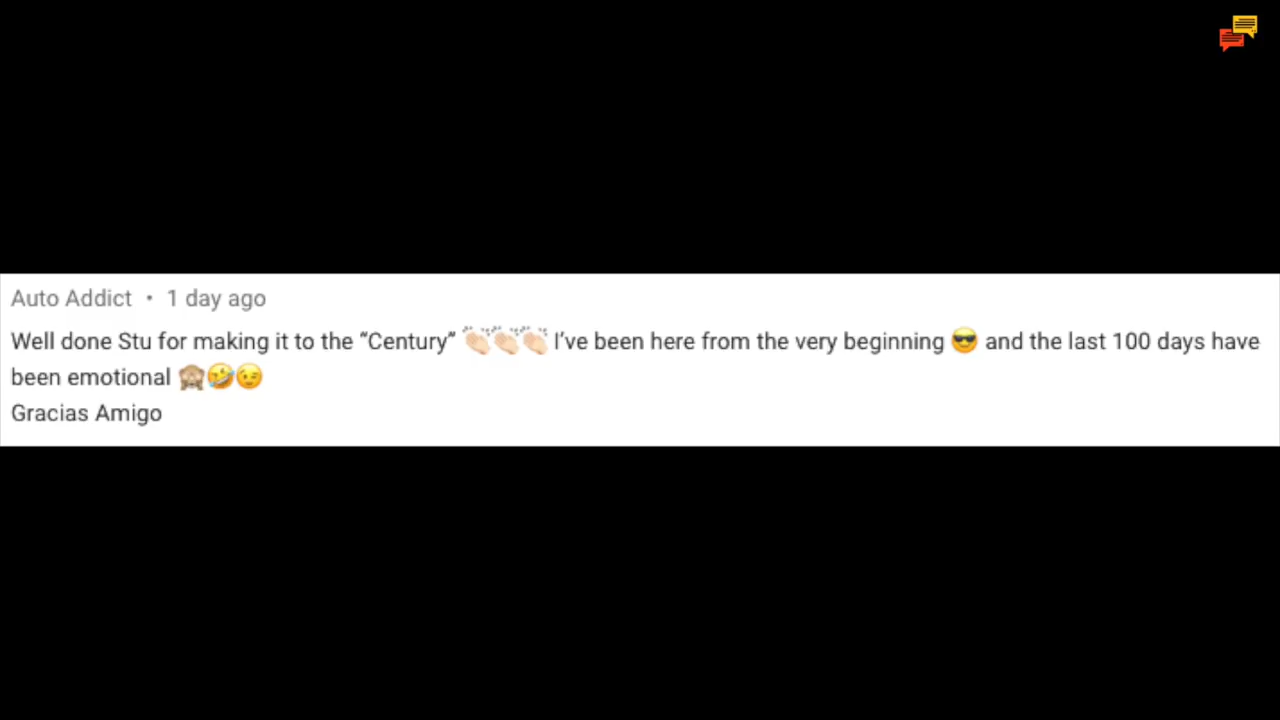 Auto Addict • 1 day ago
Well done Stu for making it to the “Century” 👏🏻👏🏻👏🏻 I’ve been here from the very beginning 😎 and the last 100 days have
been emotional 🙈🤣😉
Gracias Amigo